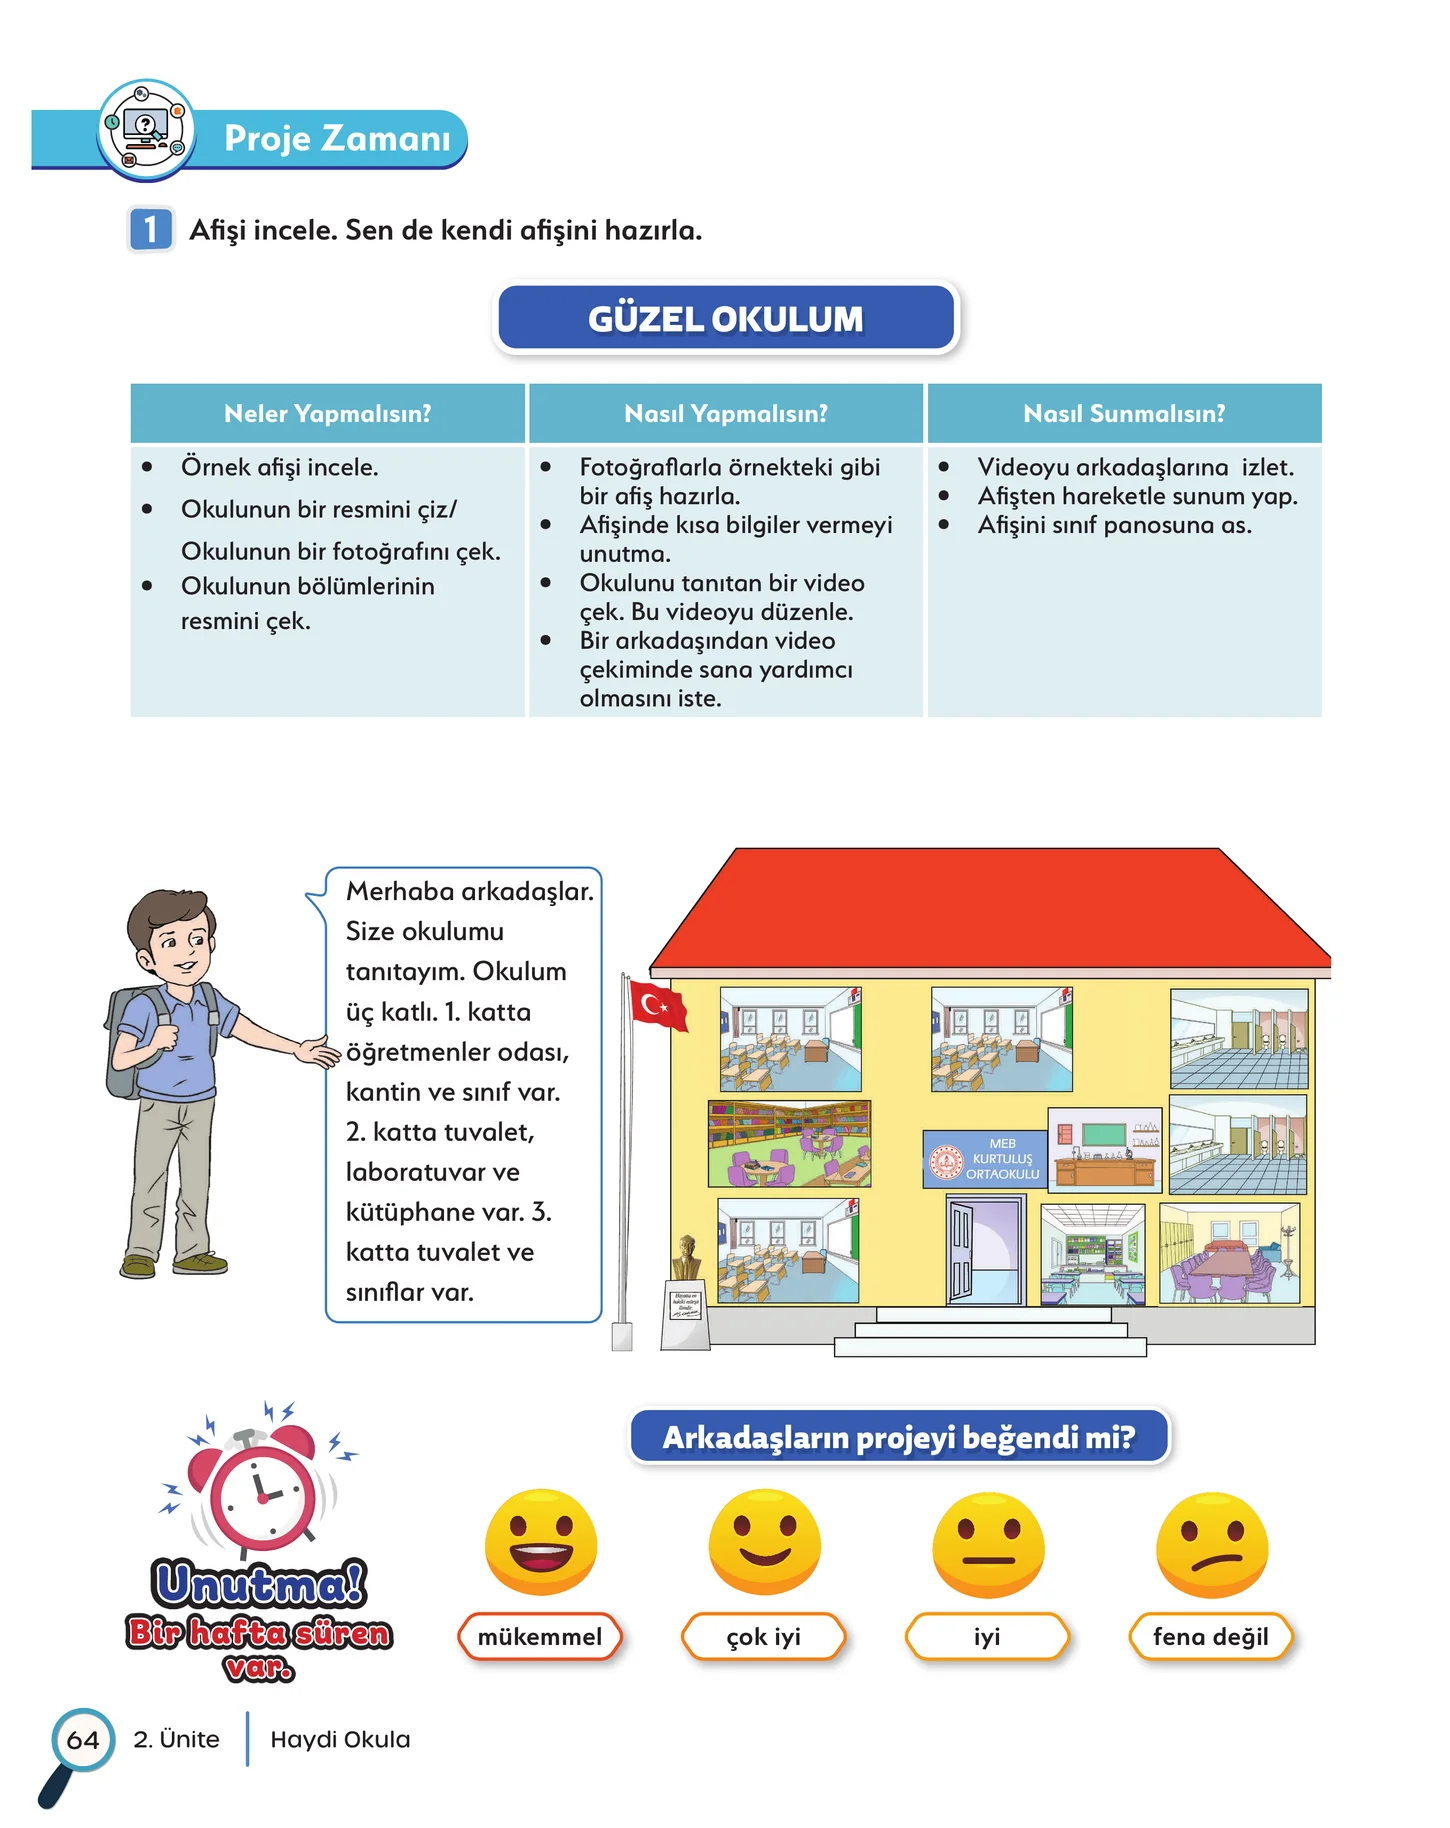 Proje Zamanı
1 Afişi incele. Sen de kendi afişini hazırla.
GÜZEL OKULUM
Neler Yapmalısın?
• Örnek afişi incele.
• Okulunun bir resmini çiz/
Okulunun bir fotoğrafını çek.
• Okulunun bölümlerinin
resmini çek.
Nasıl Yapmalısın?
• Fotoğraflarla örnekteki gibi
bir afiş hazırla.
• Afişinde kısa bilgiler vermeyi
unutma.
• Okulunu tanıtan bir video
çek. Bu videoyu düzenle.
• Bir arkadaşından video
çekiminde sana yardımcı
olmasını iste.
Nasıl Sunmalısın?
• Videoyu arkadaşlarına izlet.
• Afişten hareketle sunum yap.
• Afişini sınıf panosuna as.
Merhaba arkadaşlar.
Size okulumu
tanıtayım. Okulum
üç katlı. 1. katta
öğretmenler odası,
kantin ve sınıf var.
2. katta tuvalet,
laboratuvar ve
kütüphane var. 3.
katta tuvalet ve
sınıflar var.
MEB
KURTULUŞ
ORTAOKULU
Hayatta en
hakiki mürşit
ilimdir.
Unutma!
Bir hafta süren
var.
Arkadaşların projeyi beğendi mi?
mükemmel
çok iyi
iyi
fena değil
64 2. Ünite Haydi Okula